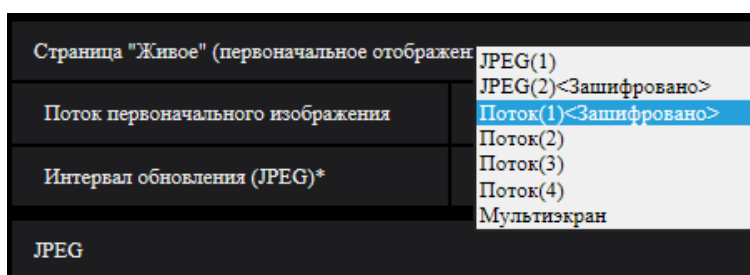 Страница "Живое" (первоначальное отображен
JPEG(1)
JPEG(2)<Зашифровано>
Поток первоначального изображения
Поток(1)<Зашифровано>
Поток(2)
Поток(3)
Интервал обновления (JPEG)*
Поток(4)
Мультиэкран
JPEG